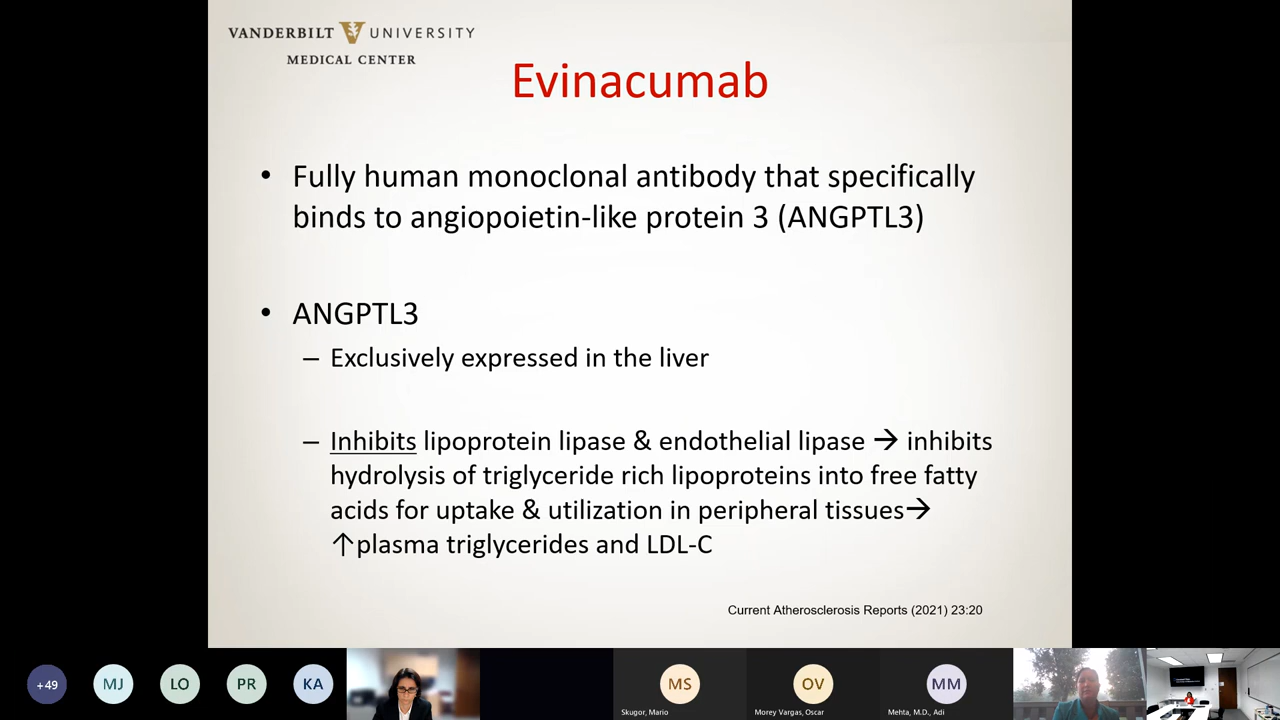 VANDERBILT V UNIVERSITY
MEDICAL CENTER
Evinacumab
• Fully human monoclonal antibody that specifically
binds to angiopoietin-like protein 3 (ANGPTL3)
• ANGPTL3
– Exclusively expressed in the liver
– Inhibits lipoprotein lipase & endothelial lipase → inhibits
hydrolysis of triglyceride rich lipoproteins into free fatty
acids for uptake & utilization in peripheral tissues→
↑plasma triglycerides and LDL-C
Current Atherosclerosis Reports (2021) 23:20
+49 MJ LO PR KA MS OV MM
Skugor, Mario Morey Vargas, Oscar Mehta, M.D., Adi